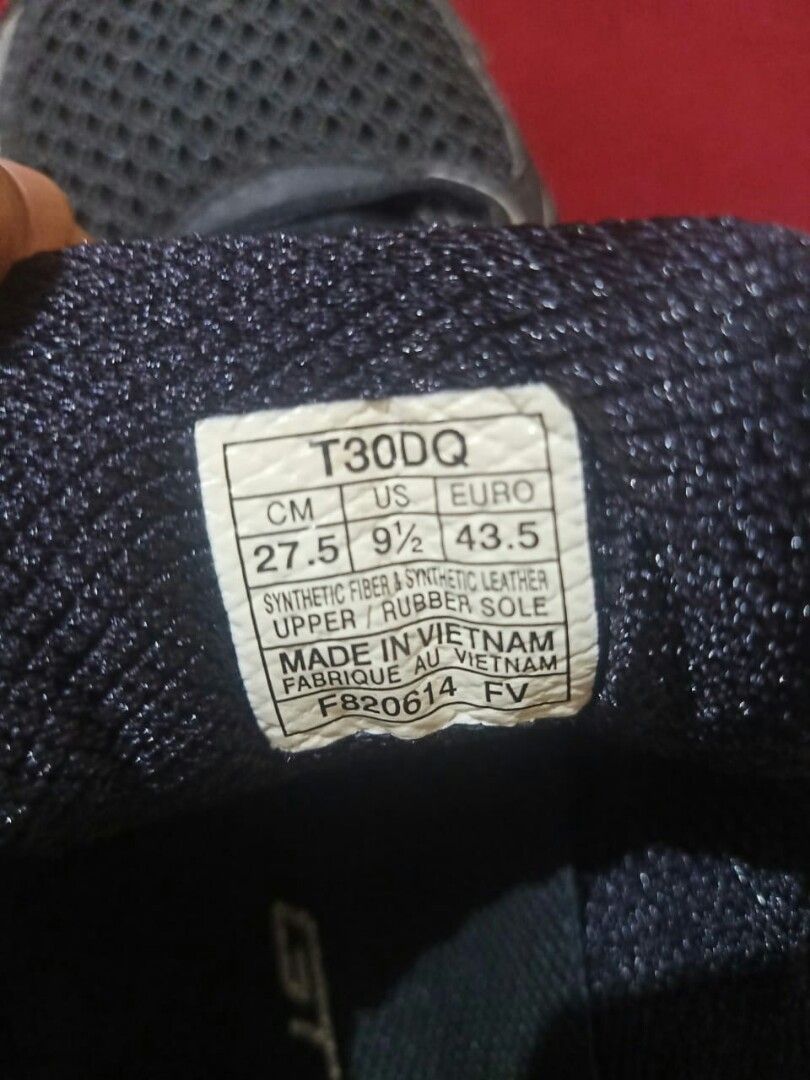 T30DQ
CM US EURO
27.5 9½ 43.5
SYNTHETIC FIBER & SYNTHETIC LEATHER
UPPER / RUBBER SOLE
MADE IN VIETNAM
FABRIQUE AU VIETNAM
F820614 FV